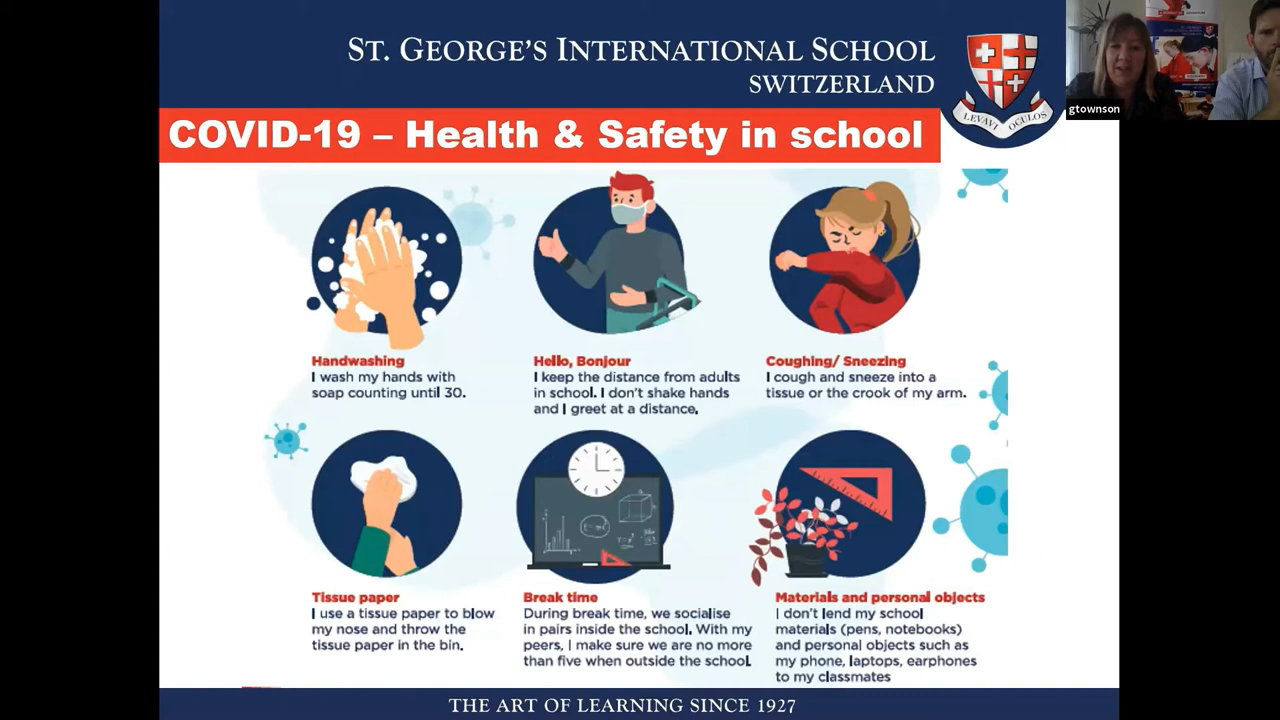 ST. GEORGE'S INTERNATIONAL SCHOOL
SWITZERLAND
LEVAVI OCULOS
gtownson
COVID-19 – Health & Safety in school
Handwashing
I wash my hands with
soap counting until 30.
Hello, Bonjour
I keep the distance from adults
in school. I don't shake hands
and I greet at a distance.
Coughing/ Sneezing
I cough and sneeze into a
tissue or the crook of my arm.
Tissue paper
I use a tissue paper to blow
my nose and throw the
tissue paper in the bin.
Break time
During break time, we socialise
in pairs inside the school. With my
peers, I make sure we are no more
than five when outside the school.
Materials and personal objects
I don't lend my school
materials (pens, notebooks)
and personal objects such as
my phone, laptops, earphones
to my classmates
THE ART OF LEARNING SINCE 1927